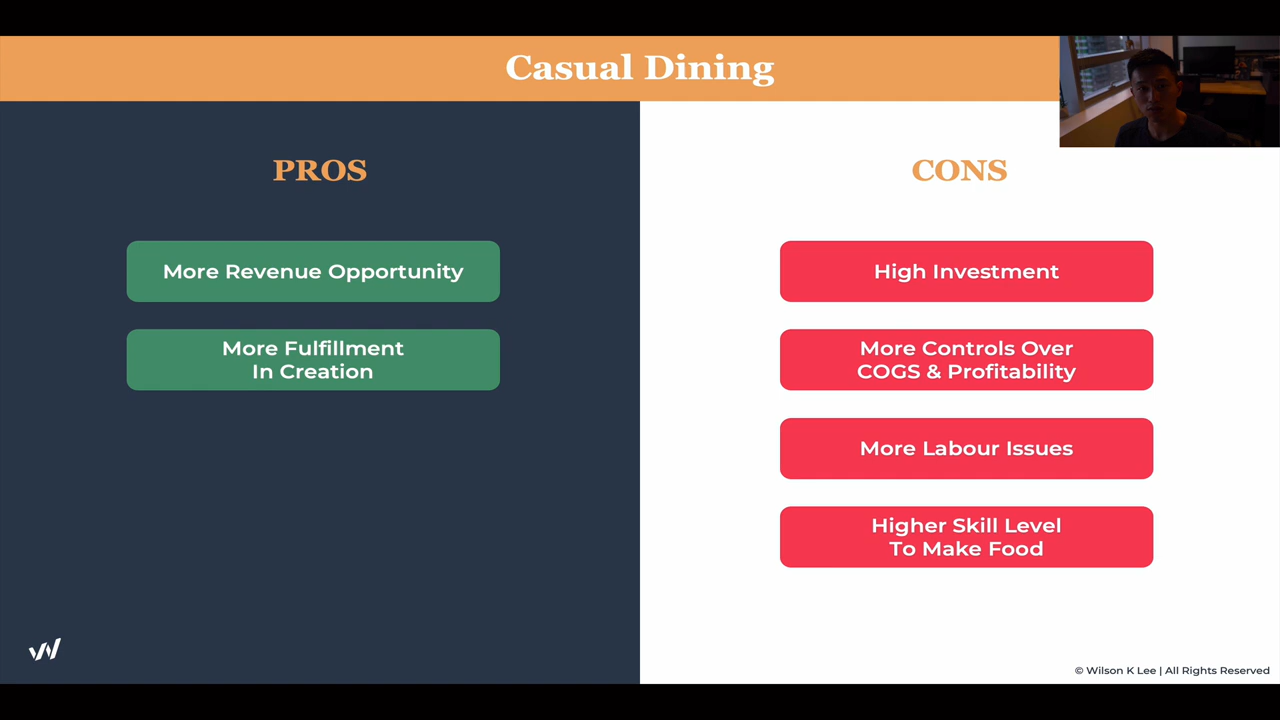 Casual Dining
PROS
More Revenue Opportunity
More Fulfillment
In Creation
CONS
High Investment
More Controls Over
COGS & Profitability
More Labour Issues
Higher Skill Level
To Make Food
© Wilson K Lee | All Rights Reserved